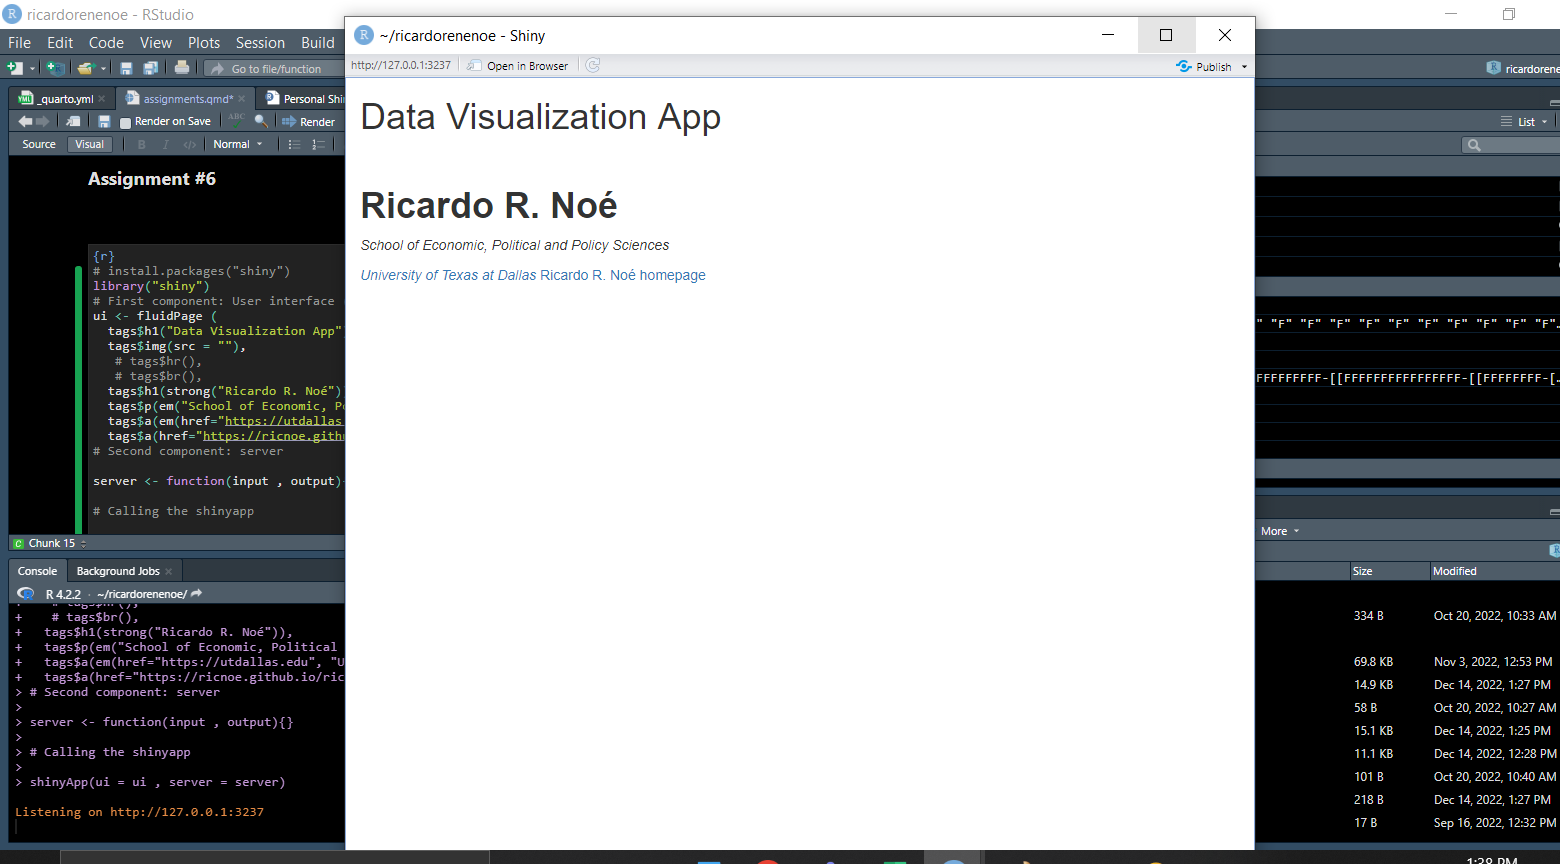 ricardorenenoe - RStudio
File Edit Code View Plots Session Build
Go to file/function
ricardorene
_quarto.yml
assignments.qmd*
Personal Shi
Render on Save
ABC
Render
Source Visual B I </> Normal
Assignment #6
{r}
# install.packages("shiny")
library("shiny")
# First component: User interface
ui <- fluidPage (
tags$h1("Data Visualization App"
tags$img(src = ""),
# tags$hr(),
# tags$br(),
tags$h1(strong("Ricardo R. Noé")
tags$p(em("School of Economic, P
tags$a(em(href="https://utdallas
tags$a(href="https://ricnoe.gith
# Second component: server
server <- function(input , output)
# Calling the shinyapp
C Chunk 15
Console Background Jobs
R 4.2.2 · ~/ricardorenenoe/
+ # tags$hr(),
+ # tags$br(),
+ tags$h1(strong("Ricardo R. Noé")),
+ tags$p(em("School of Economic, Political
+ tags$a(em(href="https://utdallas.edu", "U
+ tags$a(href="https://ricnoe.github.io/ric
> # Second component: server
>
> server <- function(input , output){}
>
> # Calling the shinyapp
>
> shinyApp(ui = ui , server = server)
Listening on http://127.0.0.1:3237
R ~/ricardorenenoe - Shiny
http://127.0.0.1:3237 Open in Browser Publish
Data Visualization App
Ricardo R. Noé
School of Economic, Political and Policy Sciences
University of Texas at Dallas Ricardo R. Noé homepage
List
" "F" "F" "F" "F" "F" "F" "F" "F" "F" "F"…
FFFFFFFFF-[[FFFFFFFFFFFFFFFF-[[FFFFFFFF-[…
More
Size Modified
334 B Oct 20, 2022, 10:33 AM
69.8 KB Nov 3, 2022, 12:53 PM
14.9 KB Dec 14, 2022, 1:27 PM
58 B Oct 20, 2022, 10:27 AM
15.1 KB Dec 14, 2022, 1:25 PM
11.1 KB Dec 14, 2022, 12:28 PM
101 B Oct 20, 2022, 10:40 AM
218 B Dec 14, 2022, 1:27 PM
17 B Sep 16, 2022, 12:32 PM
1:38 PM